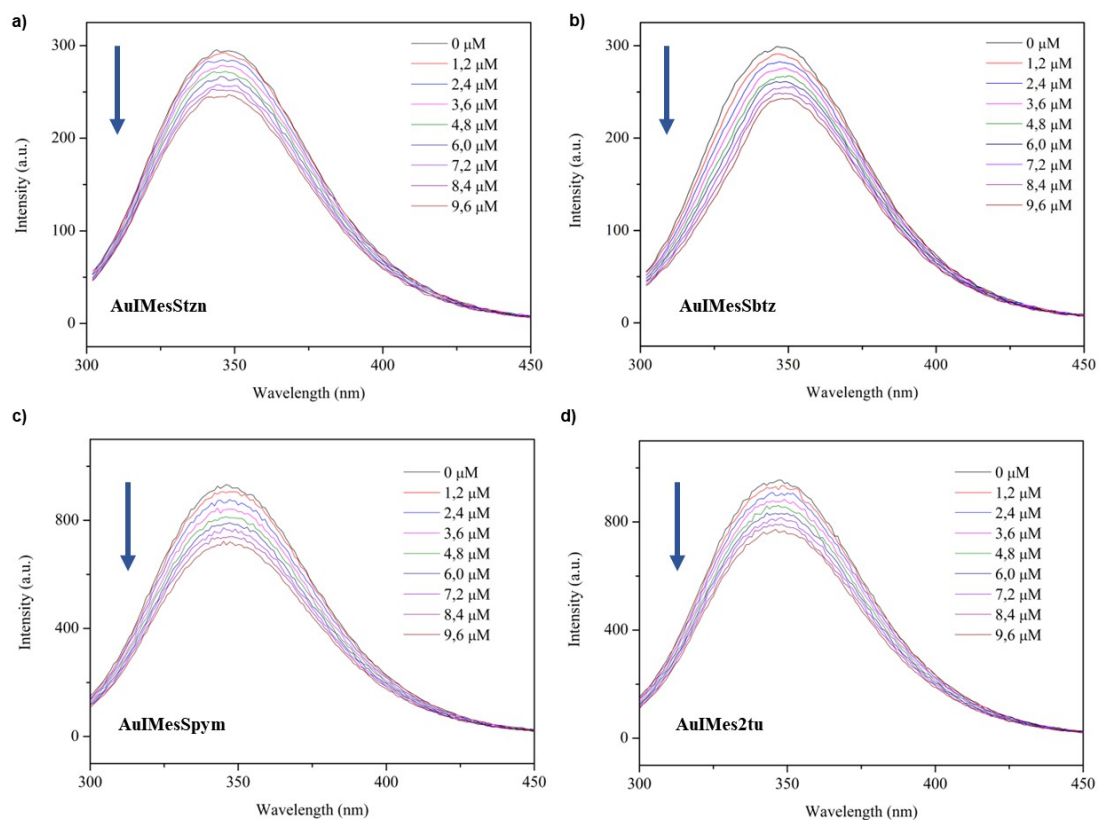 a)
Intensity (a.u.)
300
200
100
0
0 µM
1,2 µM
2,4 µM
3,6 µM
4,8 µM
6,0 µM
7,2 µM
8,4 µM
9,6 µM
AuIMesStzn
300 350 400 450
Wavelength (nm)
b)
Intensity (a.u.)
300
200
100
0
0 µM
1,2 µM
2,4 µM
3,6 µM
4,8 µM
6,0 µM
7,2 µM
8,4 µM
9,6 µM
AuIMesSbtz
300 350 400 450
Wavelength (nm)
c)
Intensity (a.u.)
800
400
0
0 µM
1,2 µM
2,4 µM
3,6 µM
4,8 µM
6,0 µM
7,2 µM
8,4 µM
9,6 µM
AuIMesSpym
300 350 400 450
Wavelength (nm)
d)
Intensity (a.u.)
800
400
0
0 µM
1,2 µM
2,4 µM
3,6 µM
4,8 µM
6,0 µM
7,2 µM
8,4 µM
9,6 µM
AuIMes2tu
300 350 400 450
Wavelength (nm)